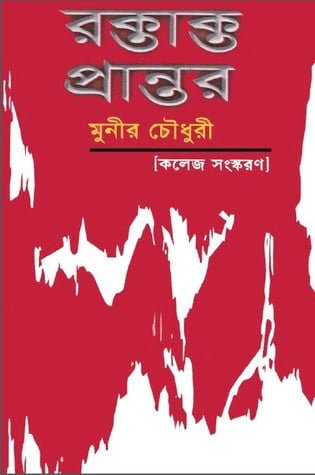 রক্তাক্ত
প্রান্তর
মুনীর চৌধুরী
[কলেজ সংস্করণ]